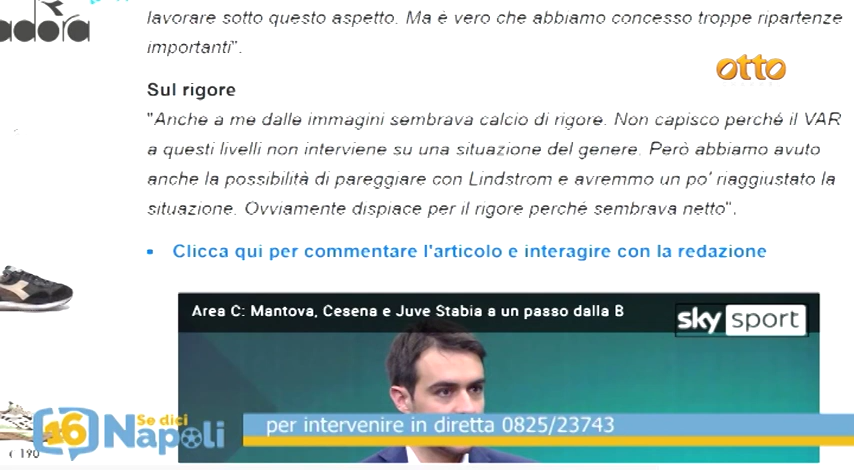 adora
lavorare sotto questo aspetto. Ma è vero che abbiamo concesso troppe ripartenze
importanti".
otto
Sul rigore
"Anche a me dalle immagini sembrava calcio di rigore. Non capisco perché il VAR
a questi livelli non interviene su una situazione del genere. Però abbiamo avuto
anche la possibilità di pareggiare con Lindstrom e avremmo un po' riaggiustato la
situazione. Ovviamente dispiace per il rigore perché sembrava netto".
• Clicca qui per commentare l'articolo e interagire con la redazione
Area C: Mantova, Cesena e Juve Stabia a un passo dalla B
sky sport
16
Se dici
Napoli
per intervenire in diretta 0825/23743
190